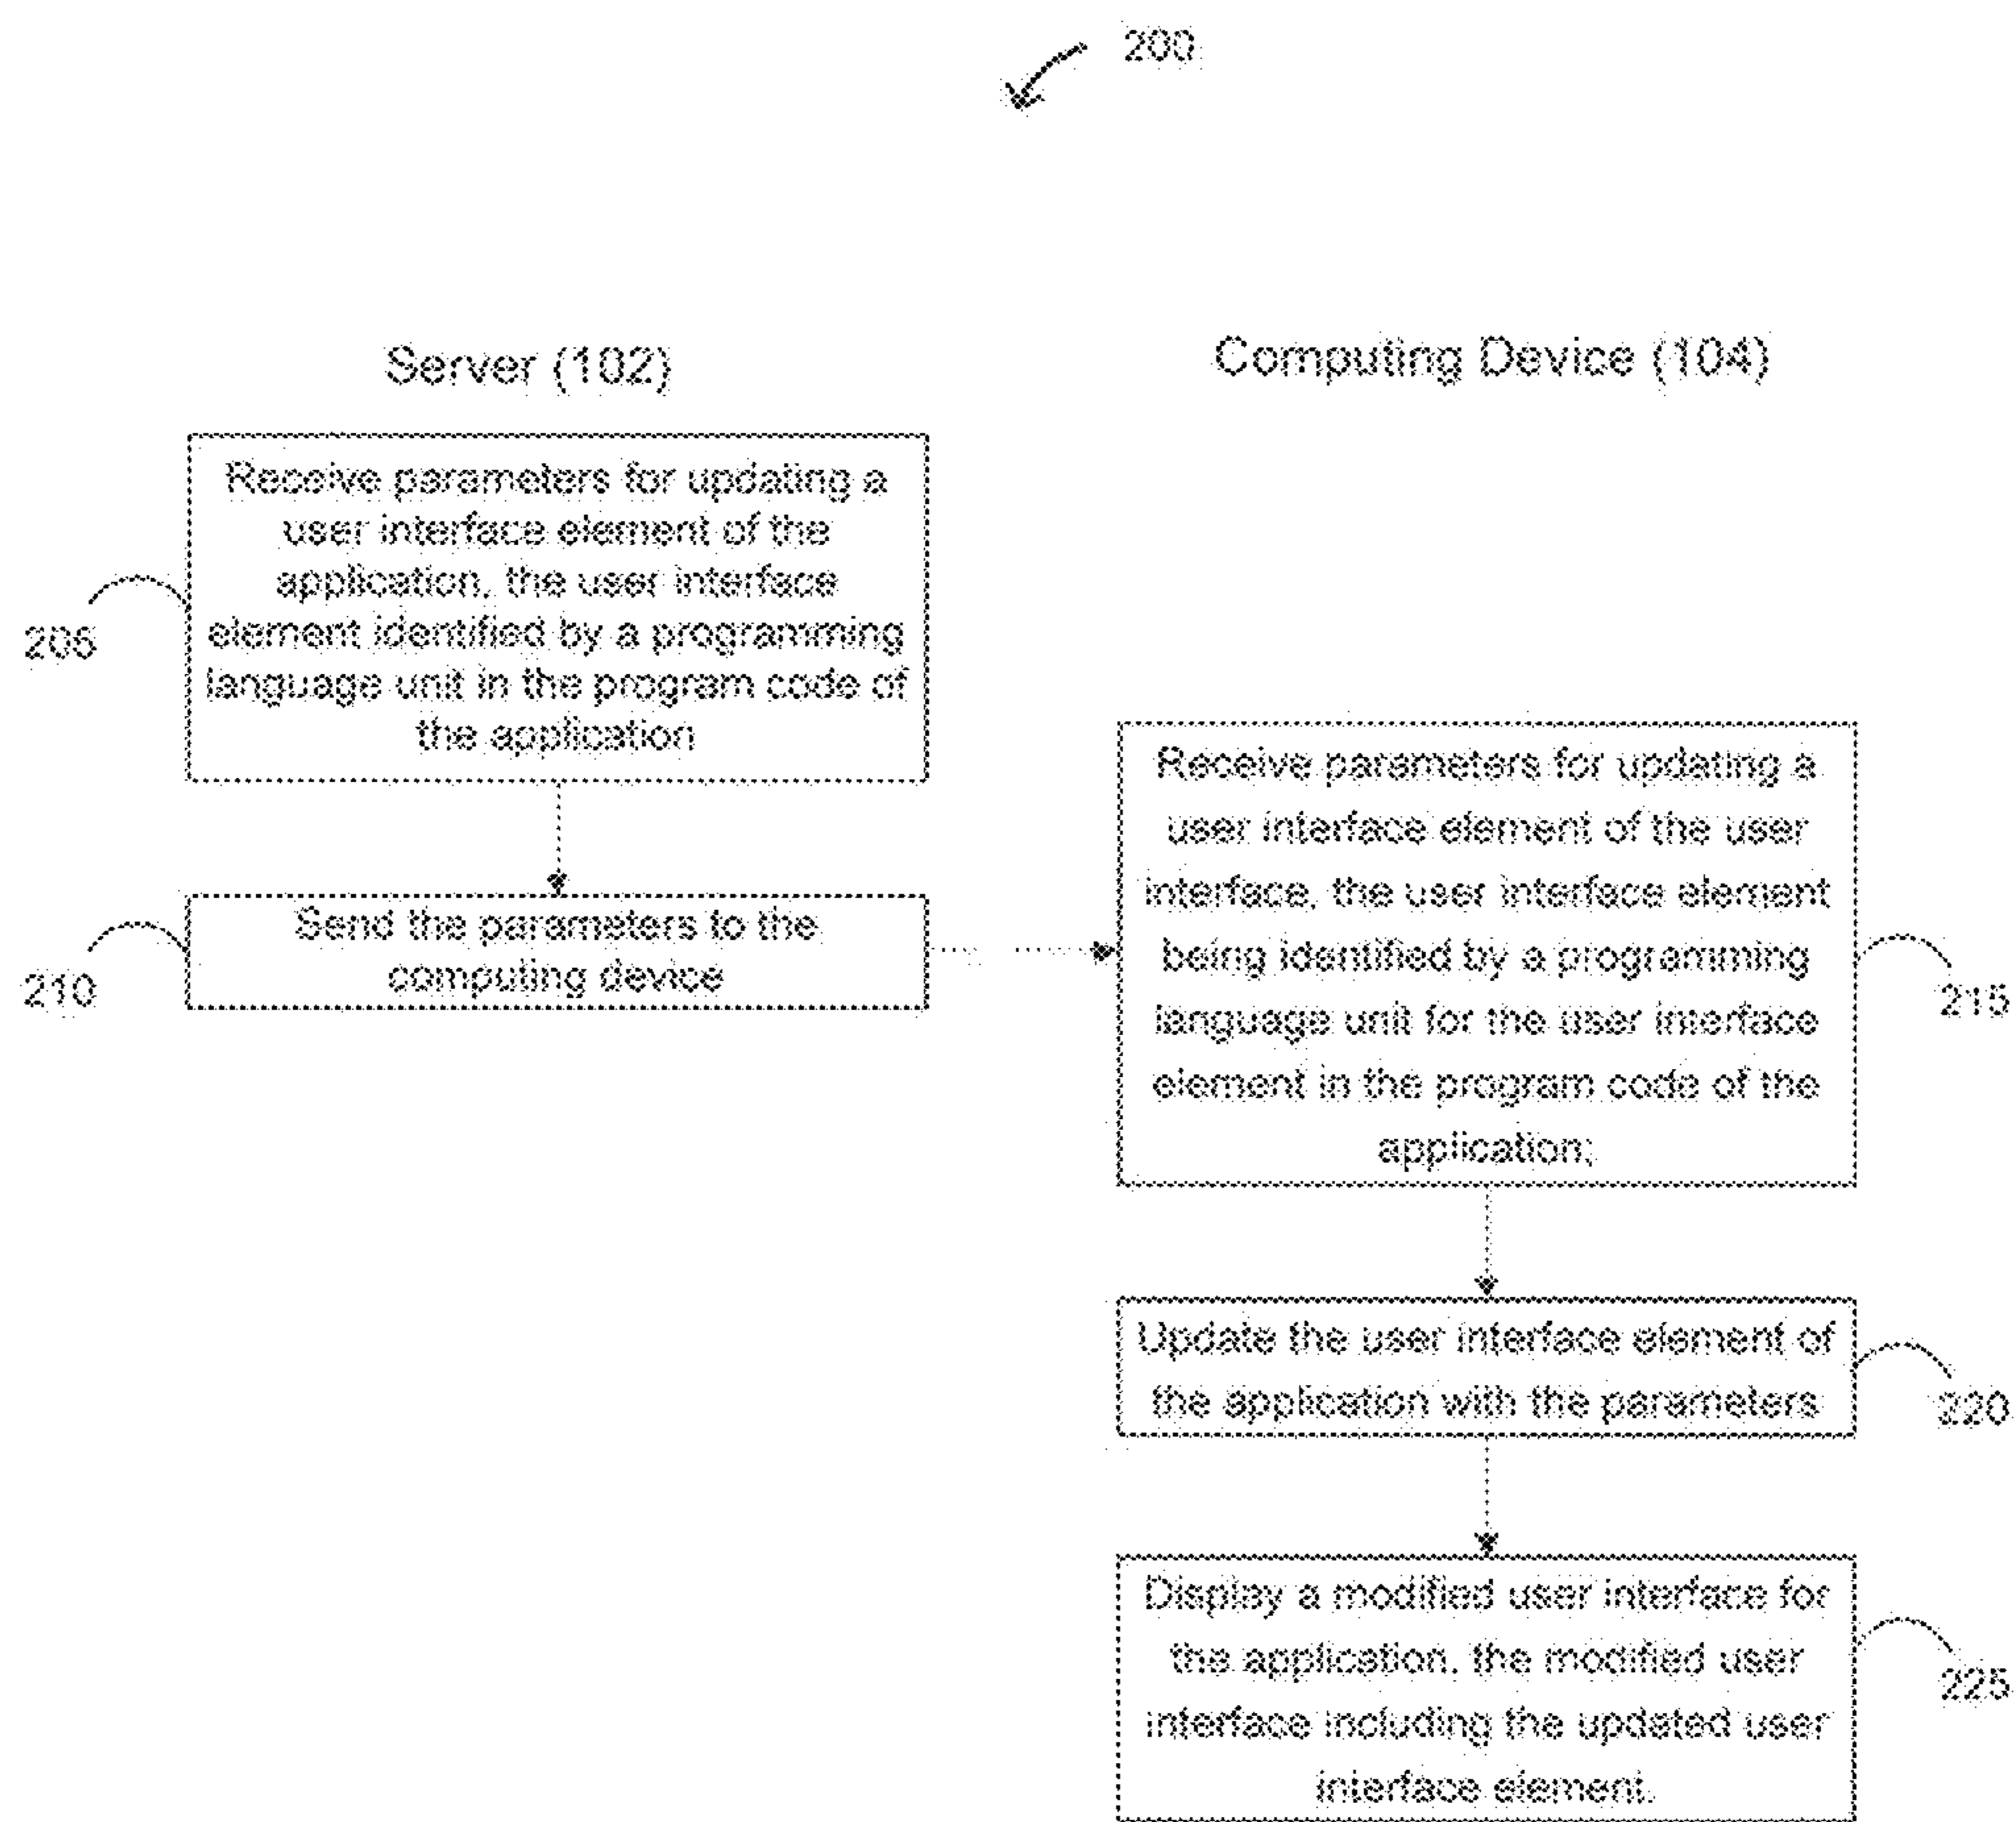 200
Server (102)
Computing Device (104)
Receive parameters for updating a
user interface element of the
application, the user interface
element identified by a programming
language unit in the program code of
the application
205
Send the parameters to the
computing device
210
Receive parameters for updating a
user interface element of the user
interface, the user interface element
being identified by a programming
language unit for the user interface
element in the program code of the
application;
215
Update the user interface element of
the application with the parameters
220
Display a modified user interface for
the application, the modified user
interface including the updated user
interface element.
225